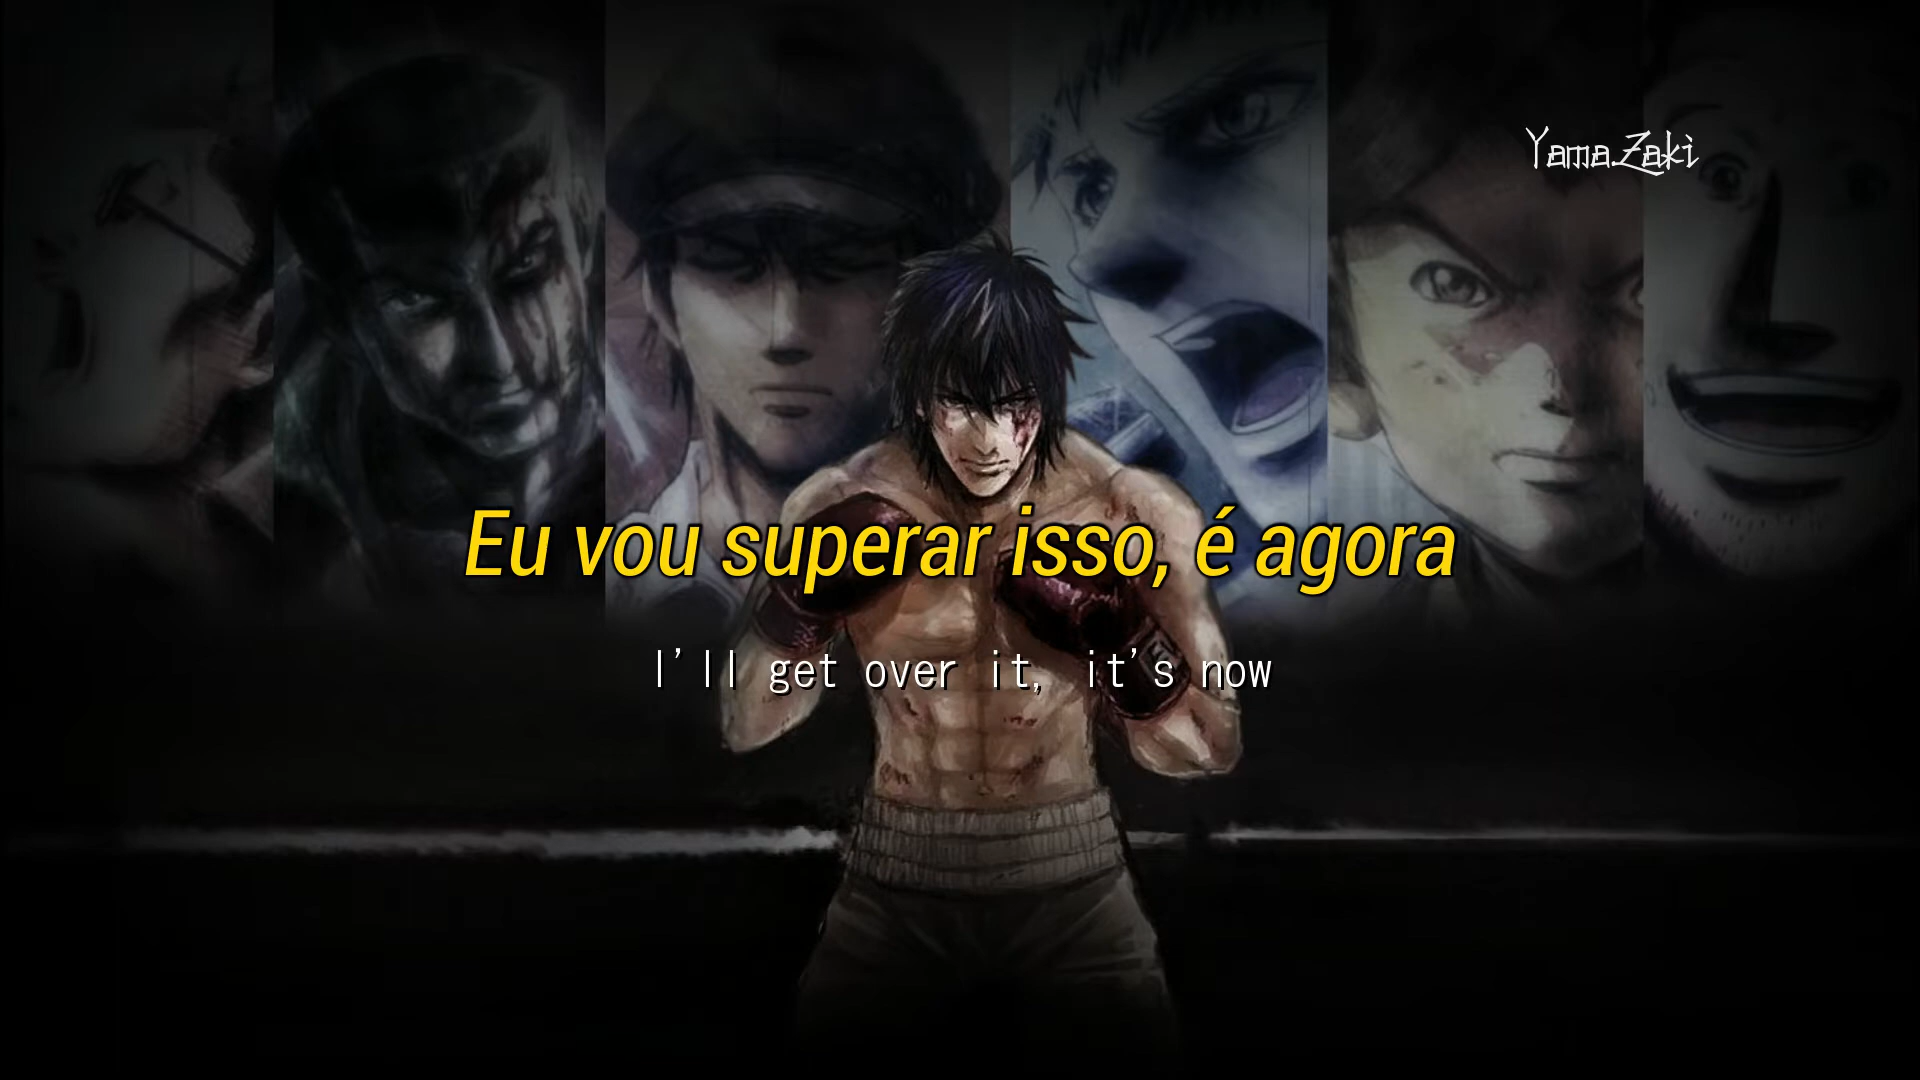 YamaZaki
Eu vou superar isso, é agora
I'll get over it, it's now